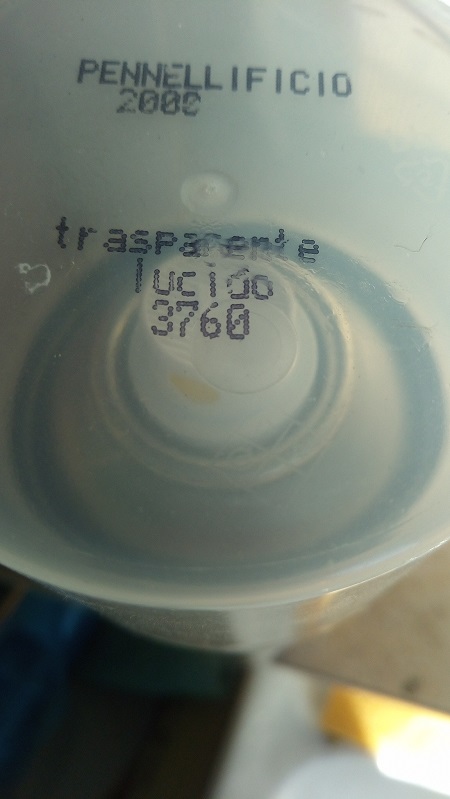 PENNELLIFICIO
2000
trasparente
lucido
3760